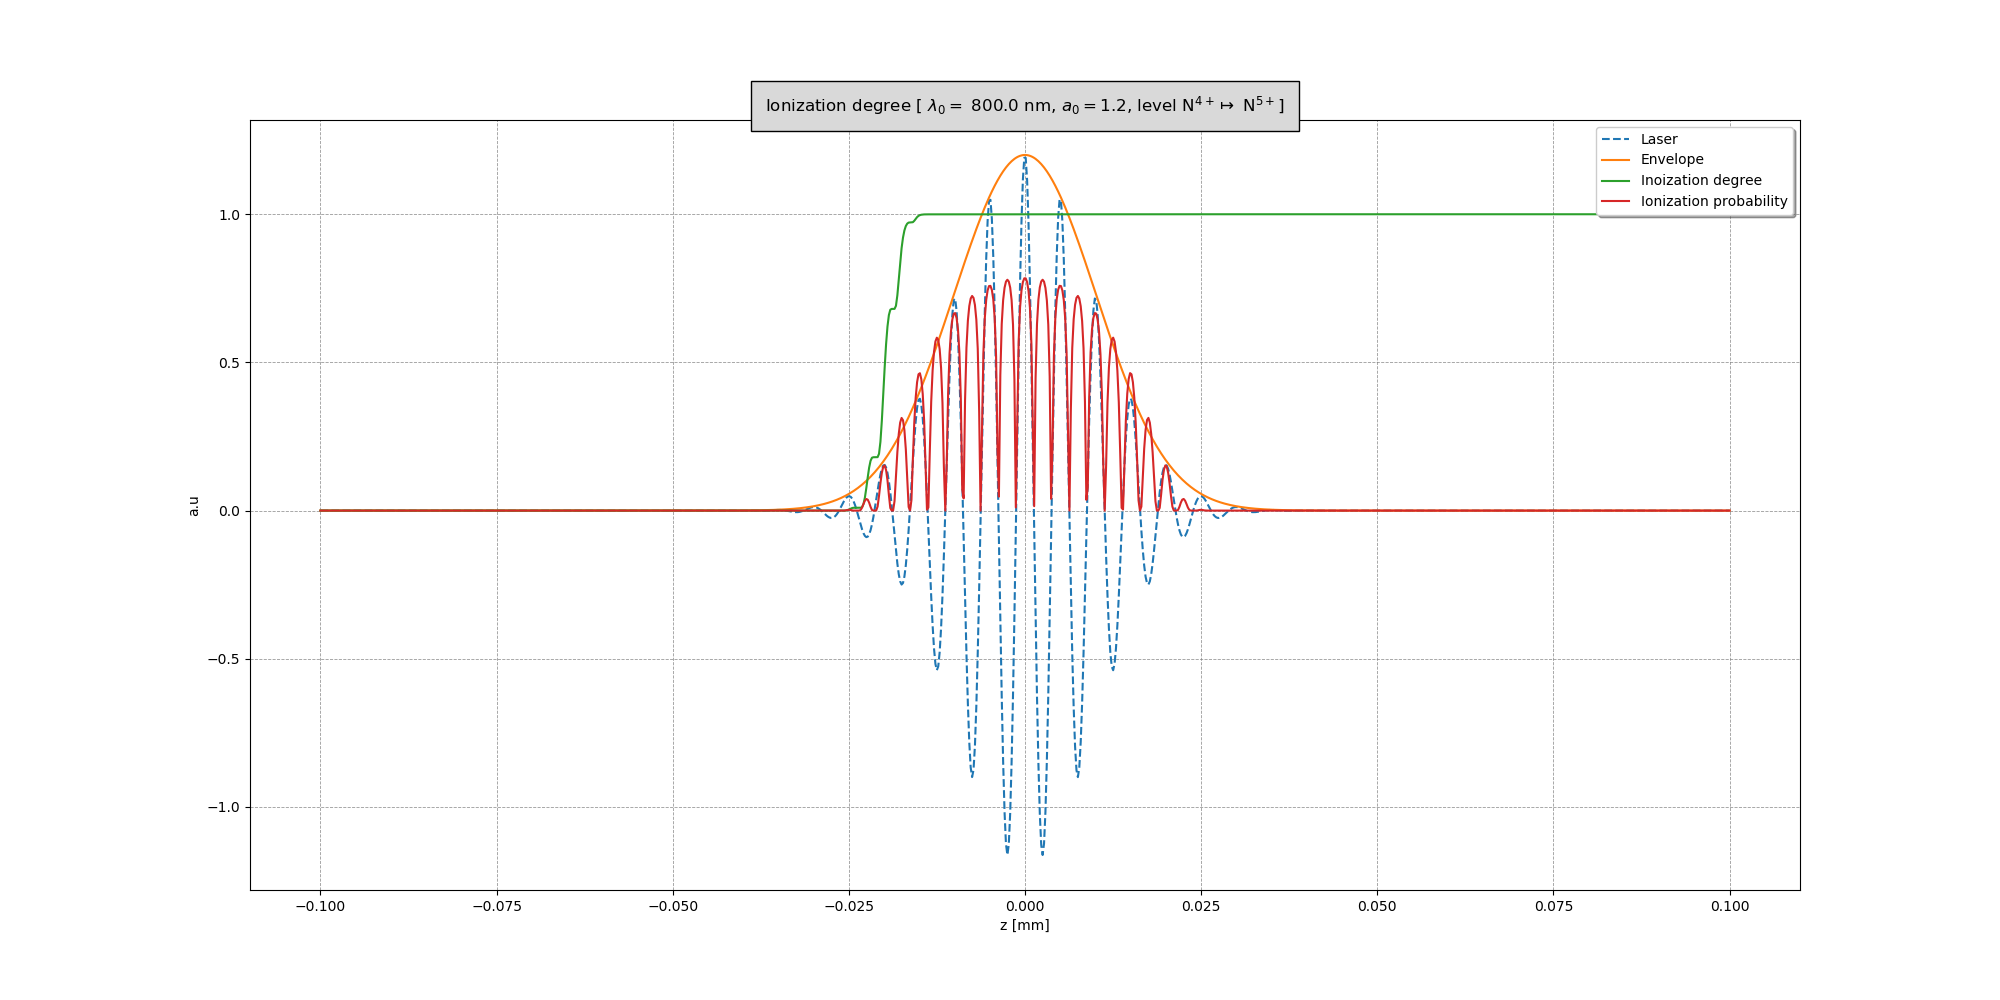 Ionization degree [ λ₀ = 800.0 nm, a₀ = 1.2, level N⁴⁺ ↦ N⁵⁺ ]
Laser
Envelope
Inoization degree
Ionization probability
1.0
0.5
0.0
−0.5
−1.0
a.u
−0.100 −0.075 −0.050 −0.025 0.000 0.025 0.050 0.075 0.100
z [mm]